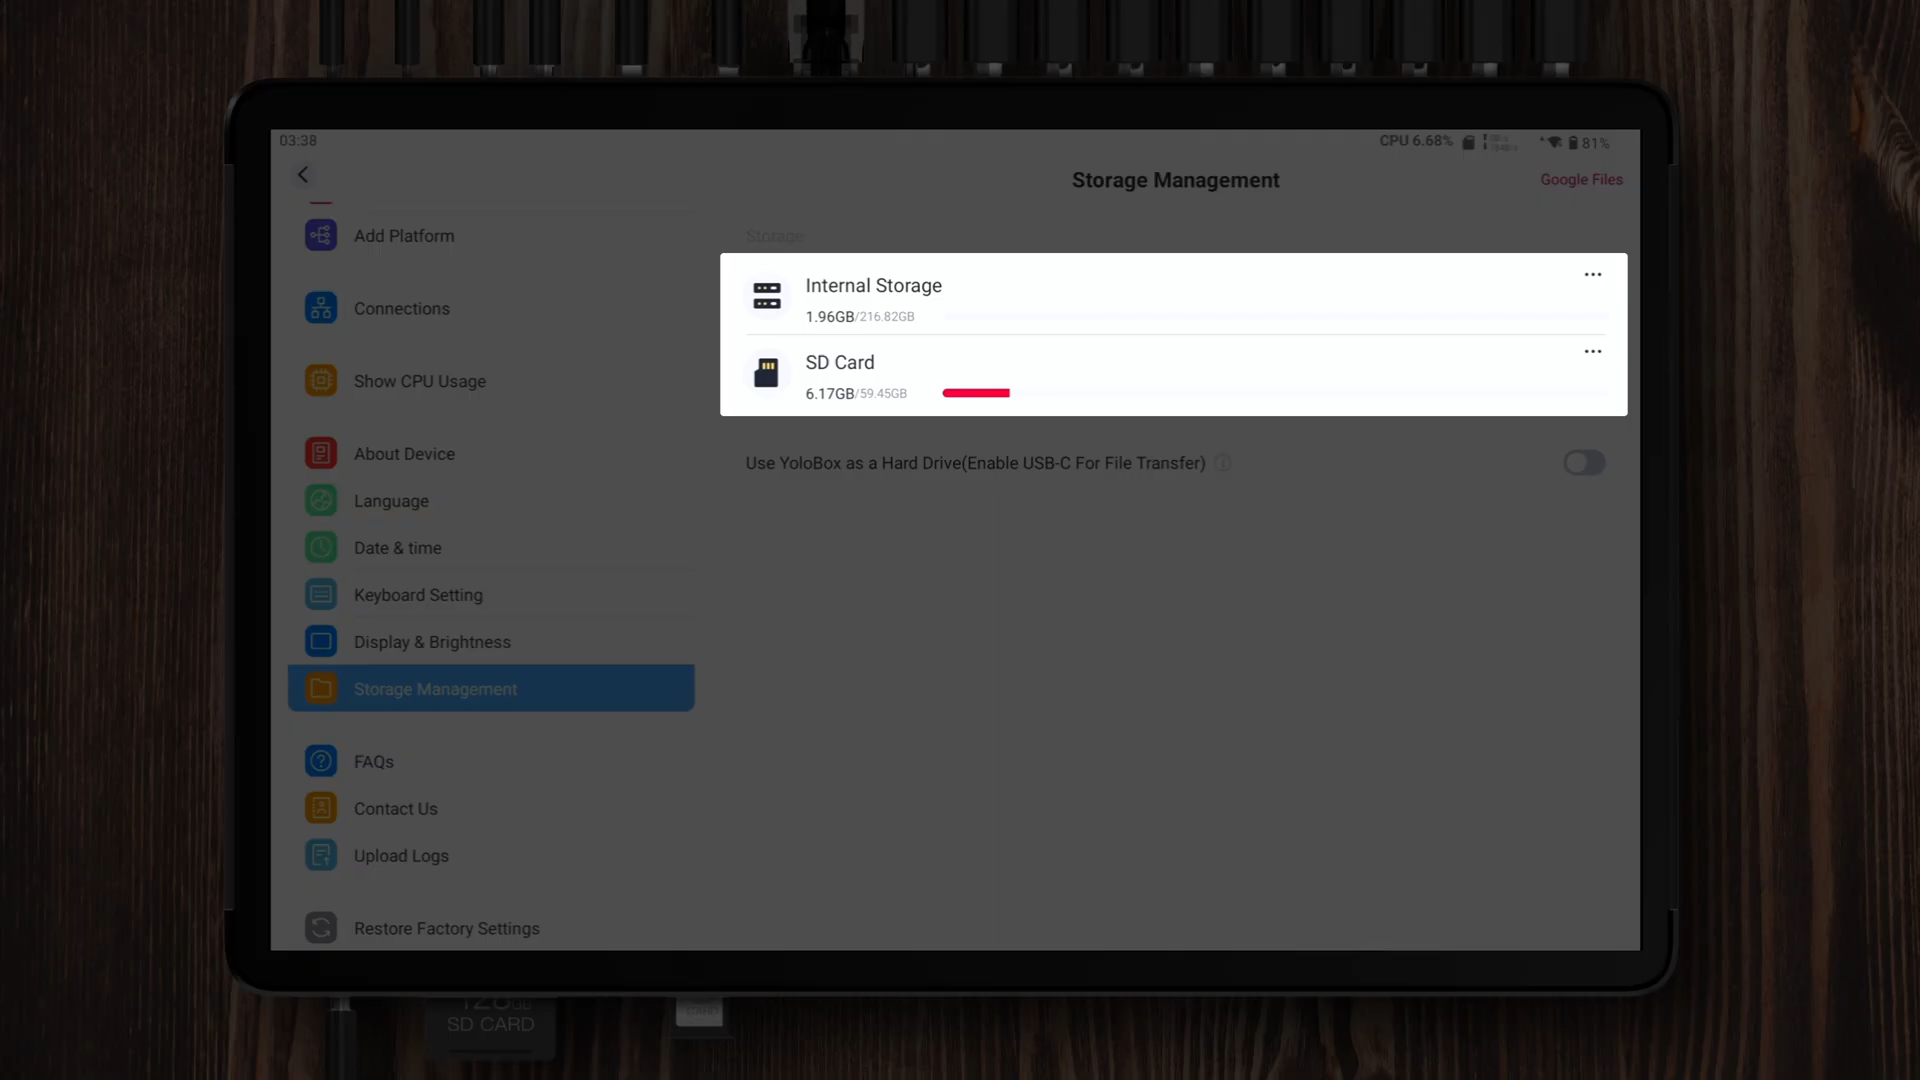 03:38
CPU 6.68%
81%
Storage Management
Google Files
Add Platform
Connections
Show CPU Usage
About Device
Language
Date & time
Keyboard Setting
Display & Brightness
Storage Management
FAQs
Contact Us
Upload Logs
Restore Factory Settings
Storage
Internal Storage
1.96GB/216.82GB
SD Card
6.17GB/59.45GB
Use YoloBox as a Hard Drive(Enable USB-C For File Transfer)
128GB
SD CARD
CARD